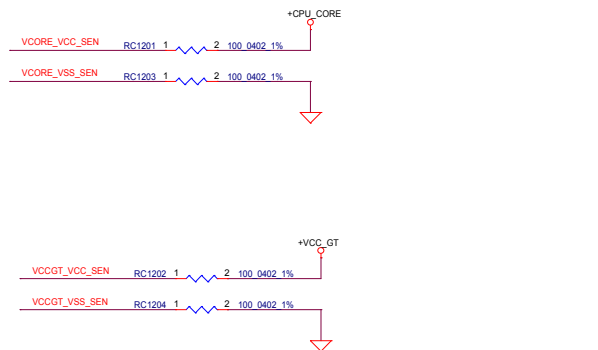 +CPU_CORE
VCORE_VCC_SEN RC1201 1 2 100_0402_1%
VCORE_VSS_SEN RC1203 1 2 100_0402_1%
+VCC_GT
VCCGT_VCC_SEN RC1202 1 2 100_0402_1%
VCCGT_VSS_SEN RC1204 1 2 100_0402_1%